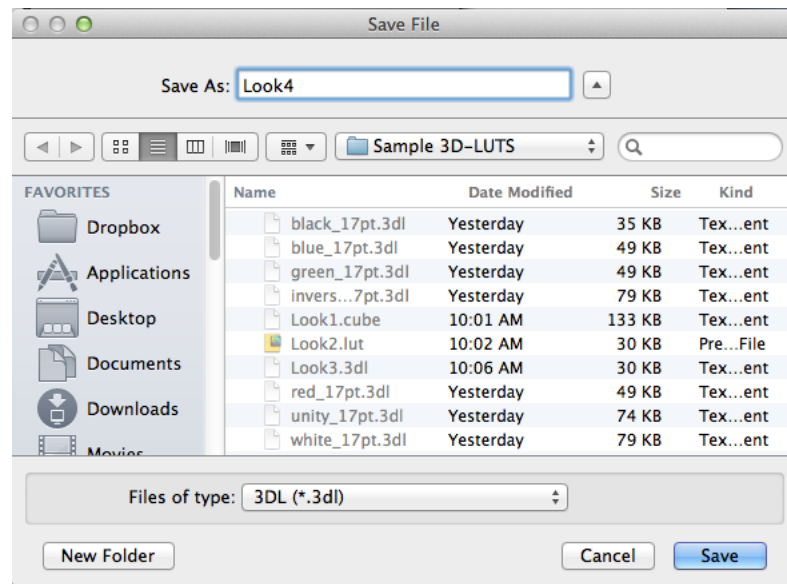 Save File
Save As: Look4
Sample 3D-LUTS
FAVORITES
Dropbox
Applications
Desktop
Documents
Downloads
Movies
Name Date Modified Size Kind
black_17pt.3dl Yesterday 35 KB Tex...ent
blue_17pt.3dl Yesterday 49 KB Tex...ent
green_17pt.3dl Yesterday 49 KB Tex...ent
invers...7pt.3dl Yesterday 79 KB Tex...ent
Look1.cube 10:01 AM 133 KB Tex...ent
Look2.lut 10:02 AM 30 KB Pre...File
Look3.3dl 10:06 AM 30 KB Tex...ent
red_17pt.3dl Yesterday 49 KB Tex...ent
unity_17pt.3dl Yesterday 74 KB Tex...ent
white_17pt.3dl Yesterday 79 KB Tex...ent
Files of type: 3DL (*.3dl)
New Folder Cancel Save